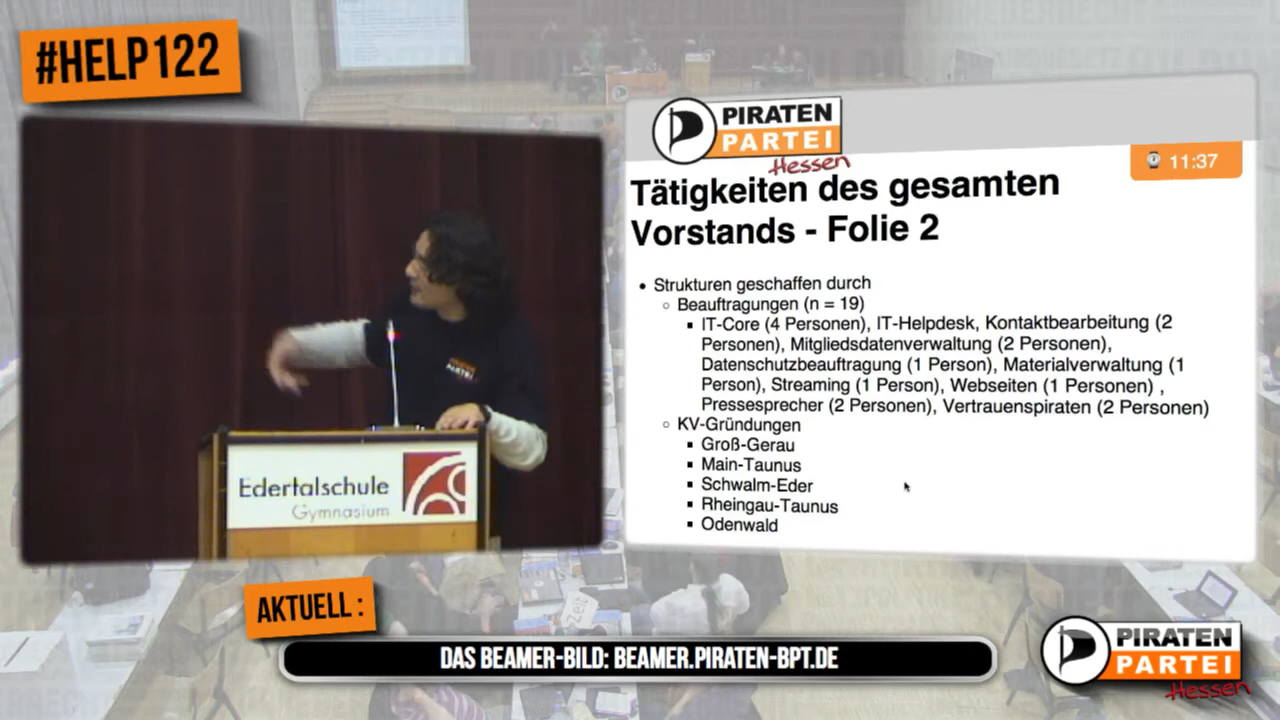 #HELP122
PIRATEN
PARTEI
Hessen
11:37
Tätigkeiten des gesamten
Vorstands - Folie 2
Strukturen geschaffen durch
Beauftragungen (n = 19)
IT-Core (4 Personen), IT-Helpdesk, Kontaktbearbeitung (2
Personen), Mitgliedsdatenverwaltung (2 Personen),
Datenschutzbeauftragung (1 Person), Materialverwaltung (1
Person), Streaming (1 Person), Webseiten (1 Personen) ,
Pressesprecher (2 Personen), Vertrauenspiraten (2 Personen)
KV-Gründungen
Groß-Gerau
Main-Taunus
Schwalm-Eder
Rheingau-Taunus
Odenwald
PIRATEN
PARTEI
Edertalschule
Gymnasium
Zeit
AKTUELL :
DAS BEAMER-BILD: BEAMER.PIRATEN-BPT.DE
PIRATEN
PARTEI
Hessen